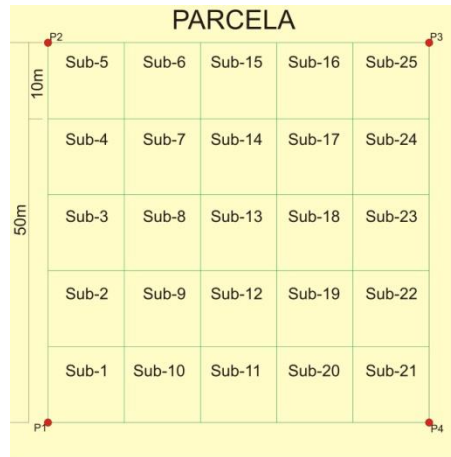 PARCELA
P2
P3
Sub-5 Sub-6 Sub-15 Sub-16 Sub-25
10m
Sub-4 Sub-7 Sub-14 Sub-17 Sub-24
50m
Sub-3 Sub-8 Sub-13 Sub-18 Sub-23
Sub-2 Sub-9 Sub-12 Sub-19 Sub-22
Sub-1 Sub-10 Sub-11 Sub-20 Sub-21
P1
P4